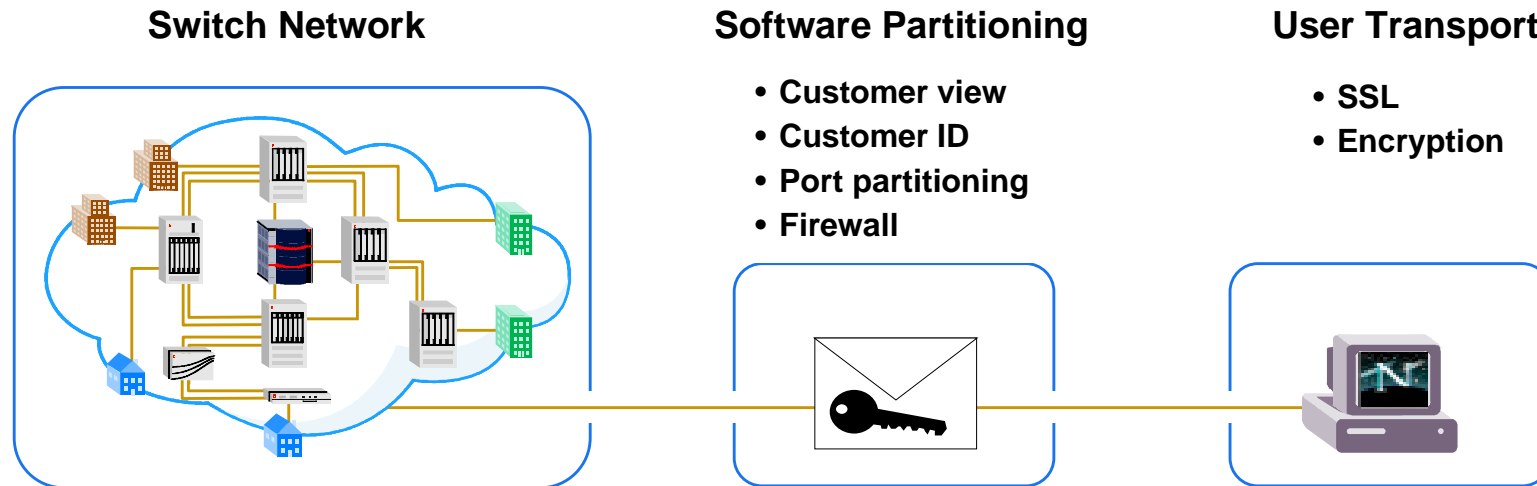 Switch Network
Software Partitioning
• Customer view
• Customer ID
• Port partitioning
• Firewall
User Transport
• SSL
• Encryption
N